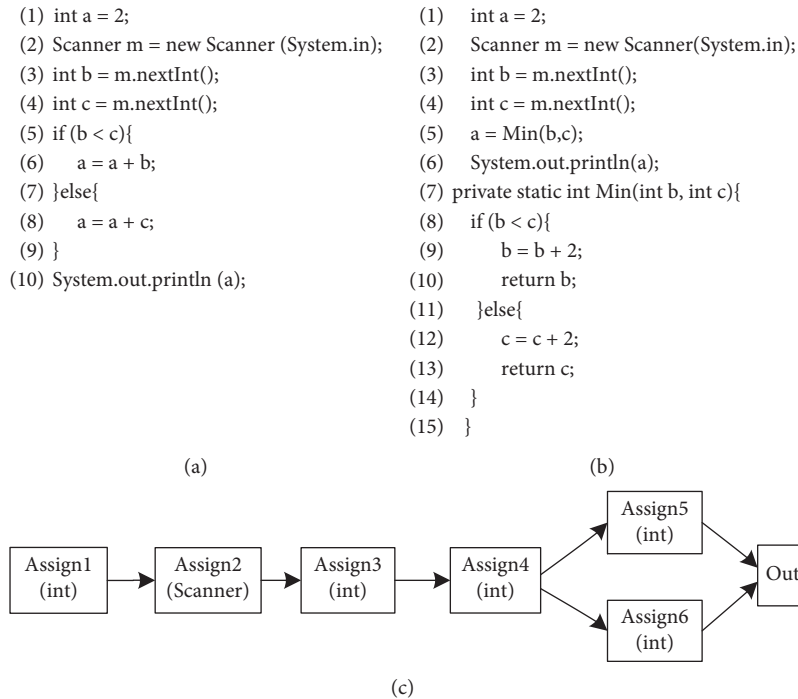 (1) int a = 2;
(2) Scanner m = new Scanner (System.in);
(3) int b = m.nextInt();
(4) int c = m.nextInt();
(5) if (b < c){
(6) a = a + b;
(7) }else{
(8) a = a + c;
(9) }
(10) System.out.println (a);
(a)
(1) int a = 2;
(2) Scanner m = new Scanner(System.in);
(3) int b = m.nextInt();
(4) int c = m.nextInt();
(5) a = Min(b,c);
(6) System.out.println(a);
(7) private static int Min(int b, int c){
(8) if (b < c){
(9) b = b + 2;
(10) return b;
(11) }else{
(12) c = c + 2;
(13) return c;
(14) }
(15) }
(b)
Assign1
(int)
Assign2
(Scanner)
Assign3
(int)
Assign4
(int)
Assign5
(int)
Assign6
(int)
Out
(c)